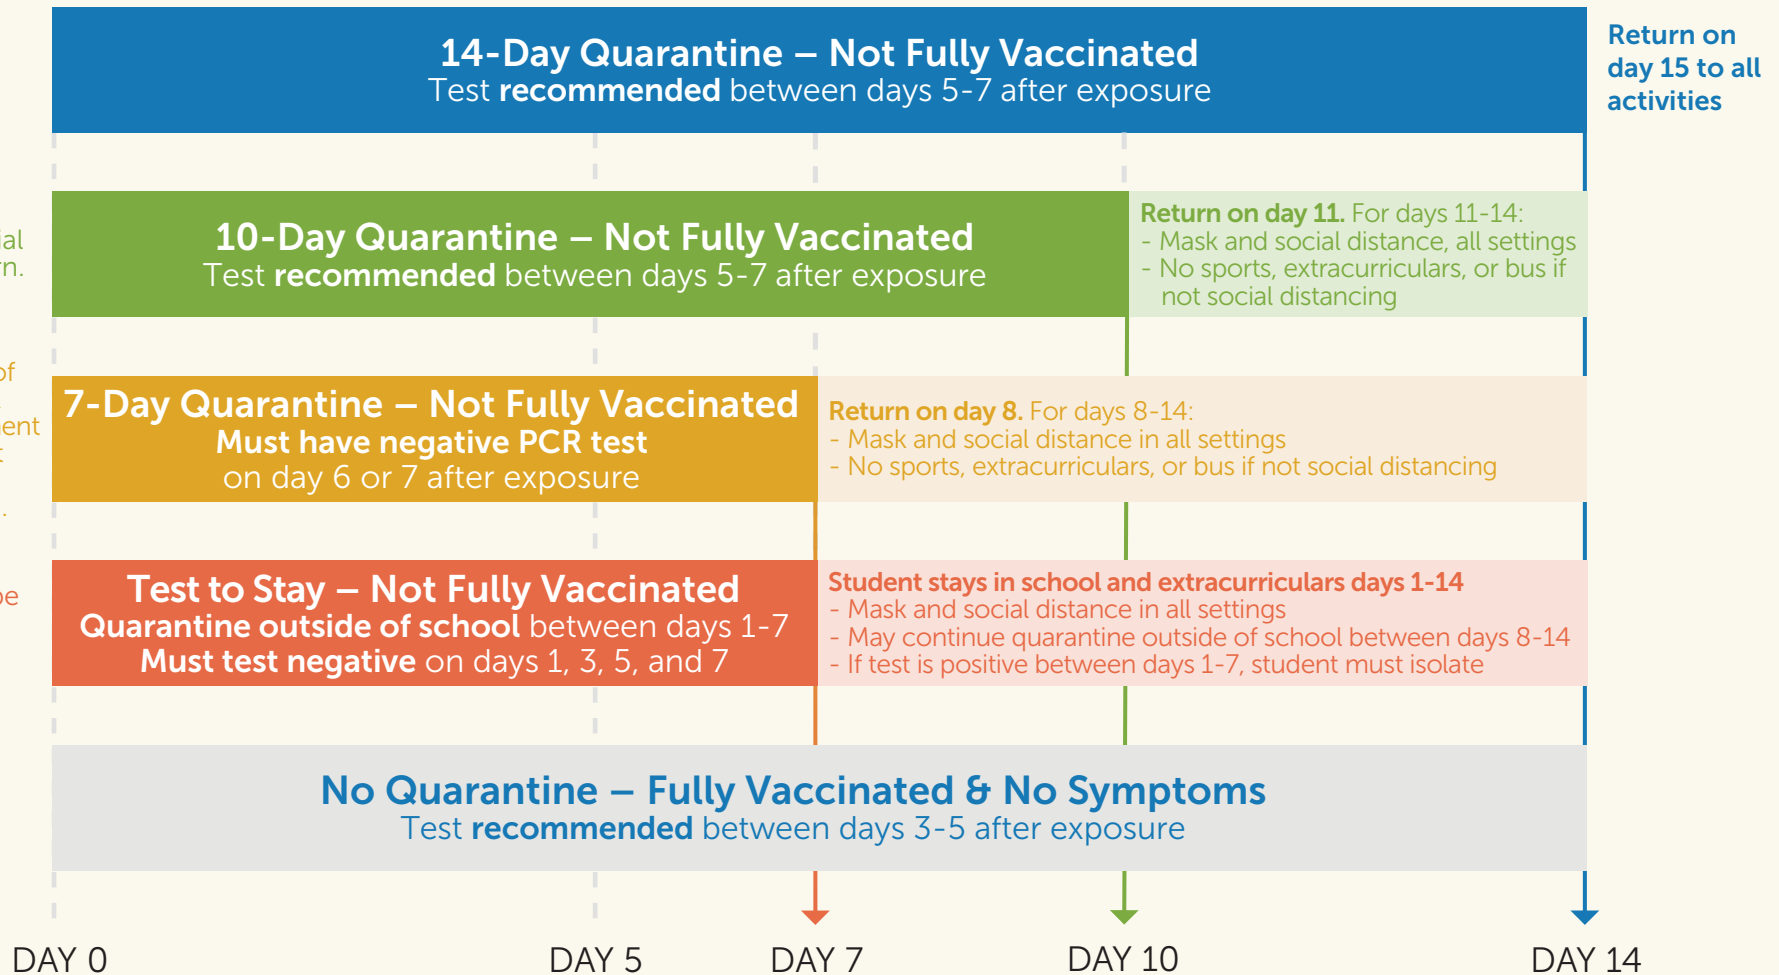 14-Day Quarantine – Not Fully Vaccinated
Test recommended between days 5-7 after exposure
Return on
day 15 to all
activities
10-Day Quarantine – Not Fully Vaccinated
Test recommended between days 5-7 after exposure
Return on day 11. For days 11-14:
- Mask and social distance, all settings
- No sports, extracurriculars, or bus if
not social distancing
of
7-Day Quarantine – Not Fully Vaccinated
Must have negative PCR test
on day 6 or 7 after exposure
Return on day 8. For days 8-14:
- Mask and social distance in all settings
- No sports, extracurriculars, or bus if not social distancing
Test to Stay – Not Fully Vaccinated
Quarantine outside of school between days 1-7
Must test negative on days 1, 3, 5, and 7
Student stays in school and extracurriculars days 1-14
- Mask and social distance in all settings
- May continue quarantine outside of school between days 8-14
- If test is positive between days 1-7, student must isolate
No Quarantine – Fully Vaccinated & No Symptoms
Test recommended between days 3-5 after exposure
DAY 0
DAY 5
DAY 7
DAY 10
DAY 14